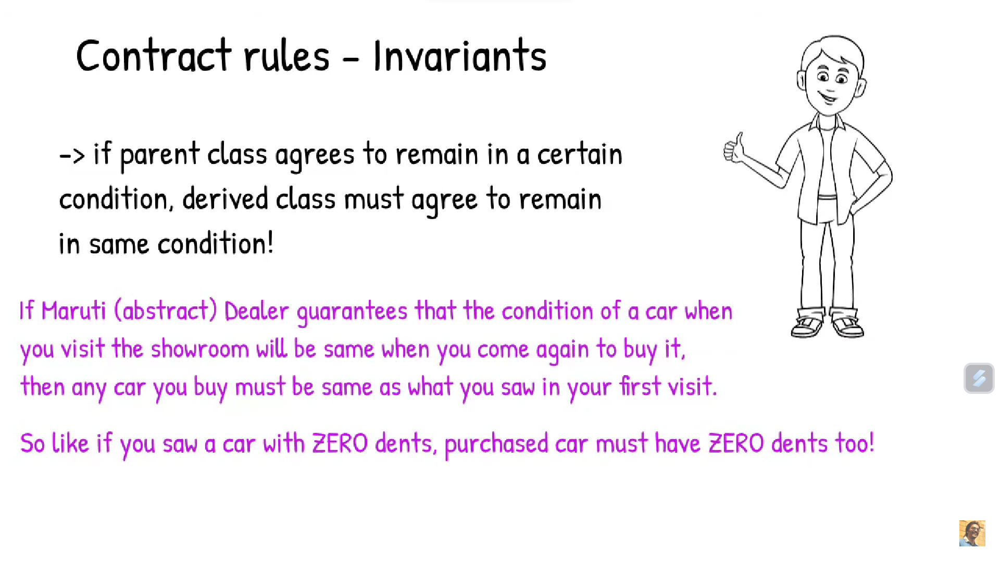 Contract rules - Invariants
-> if parent class agrees to remain in a certain
condition, derived class must agree to remain
in same condition!
If Maruti (abstract) Dealer guarantees that the condition of a car when
you visit the showroom will be same when you come again to buy it,
then any car you buy must be same as what you saw in your first visit.
So like if you saw a car with ZERO dents, purchased car must have ZERO dents too!